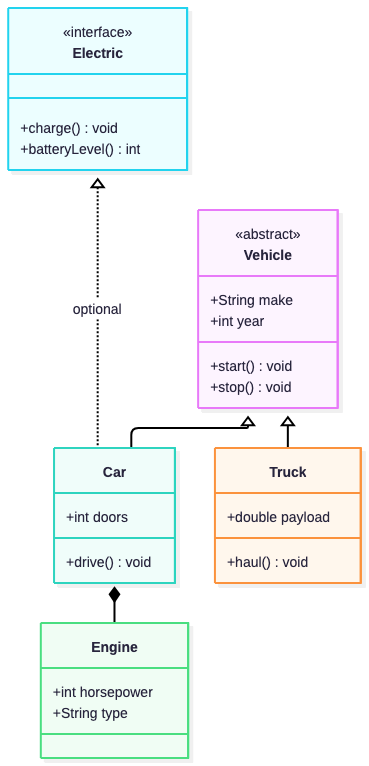 «interface»
Electric
+charge() : void
+batteryLevel() : int
optional
«abstract»
Vehicle
+String make
+int year
+start() : void
+stop() : void
Car
+int doors
+drive() : void
Truck
+double payload
+haul() : void
Engine
+int horsepower
+String type